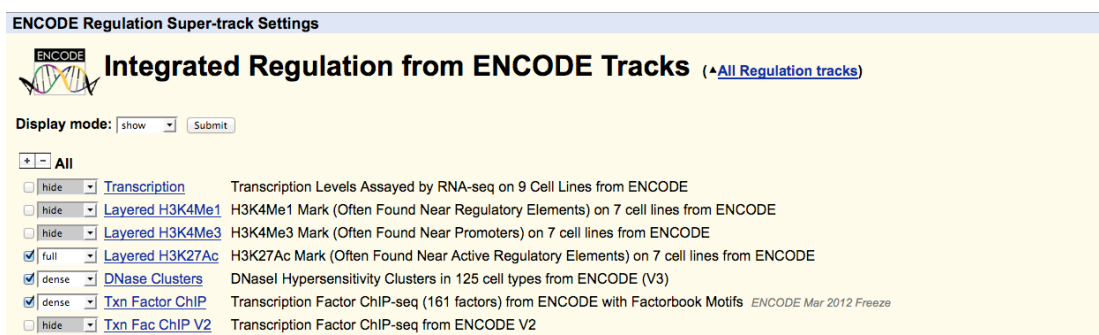 ENCODE Regulation Super-track Settings
ENCODE
Integrated Regulation from ENCODE Tracks (▲All Regulation tracks)
Display mode: show Submit
+ - All
hide Transcription Transcription Levels Assayed by RNA-seq on 9 Cell Lines from ENCODE
hide Layered H3K4Me1 H3K4Me1 Mark (Often Found Near Regulatory Elements) on 7 cell lines from ENCODE
hide Layered H3K4Me3 H3K4Me3 Mark (Often Found Near Promoters) on 7 cell lines from ENCODE
full Layered H3K27Ac H3K27Ac Mark (Often Found Near Active Regulatory Elements) on 7 cell lines from ENCODE
dense DNase Clusters DNaseI Hypersensitivity Clusters in 125 cell types from ENCODE (V3)
dense Txn Factor ChIP Transcription Factor ChIP-seq (161 factors) from ENCODE with Factorbook Motifs ENCODE Mar 2012 Freeze
hide Txn Fac ChIP V2 Transcription Factor ChIP-seq from ENCODE V2